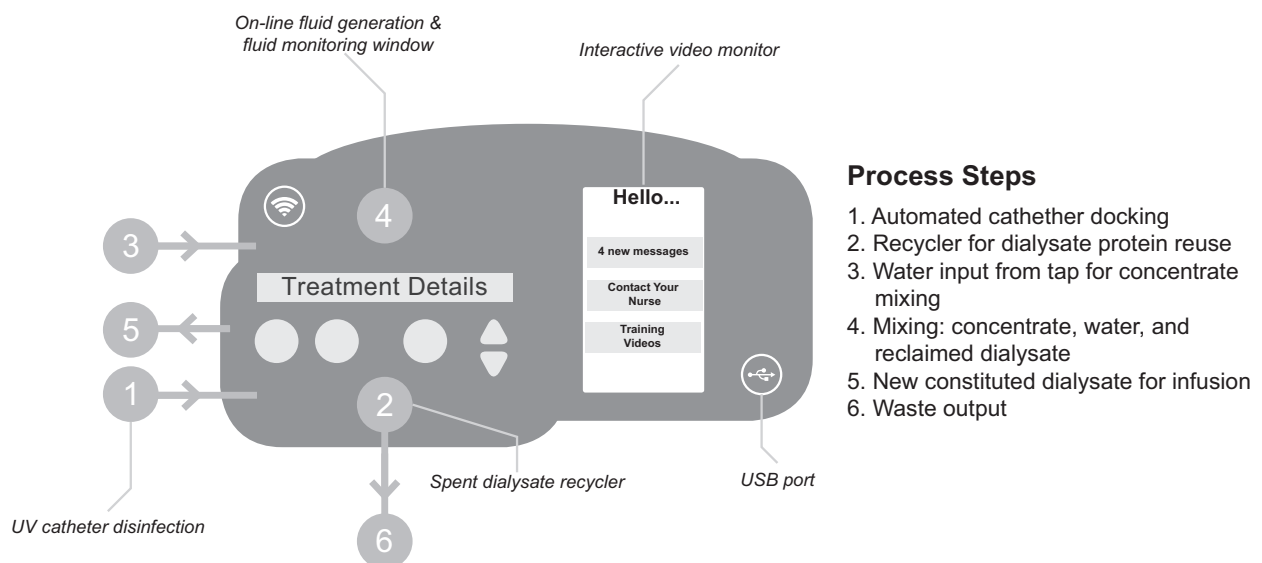 On-line fluid generation &
fluid monitoring window
Interactive video monitor
Hello...
4 new messages
Contact Your
Nurse
Training
Videos
Treatment Details
3
4
5
1
2
6
UV catheter disinfection
Spent dialysate recycler
USB port
Process Steps
1. Automated cathether docking
2. Recycler for dialysate protein reuse
3. Water input from tap for concentrate
mixing
4. Mixing: concentrate, water, and
reclaimed dialysate
5. New constituted dialysate for infusion
6. Waste output